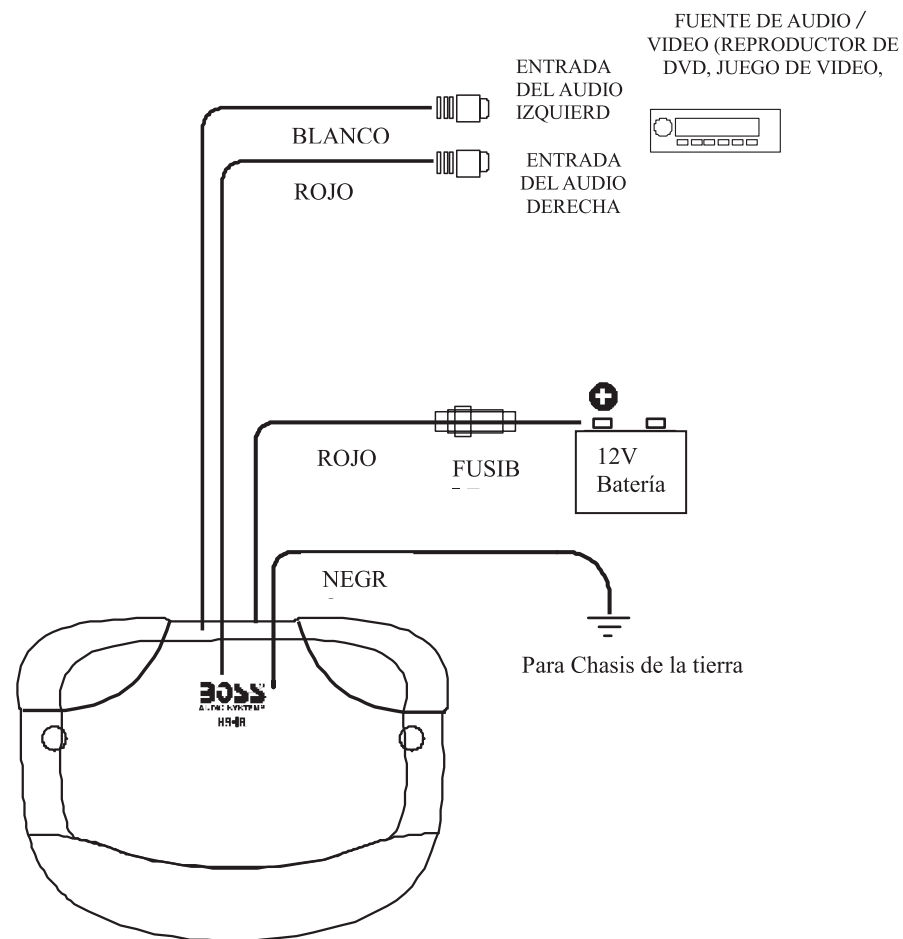 FUENTE DE AUDIO /
VIDEO (REPRODUCTOR DE
DVD, JUEGO DE VIDEO,
ENTRADA
DEL AUDIO
IZQUIERD
BLANCO
ENTRADA
DEL AUDIO
DERECHA
ROJO
ROJO
FUSIB
12V
Batería
NEGR
Para Chasis de la tierra
BOSS
AUDIO SYSTEMS